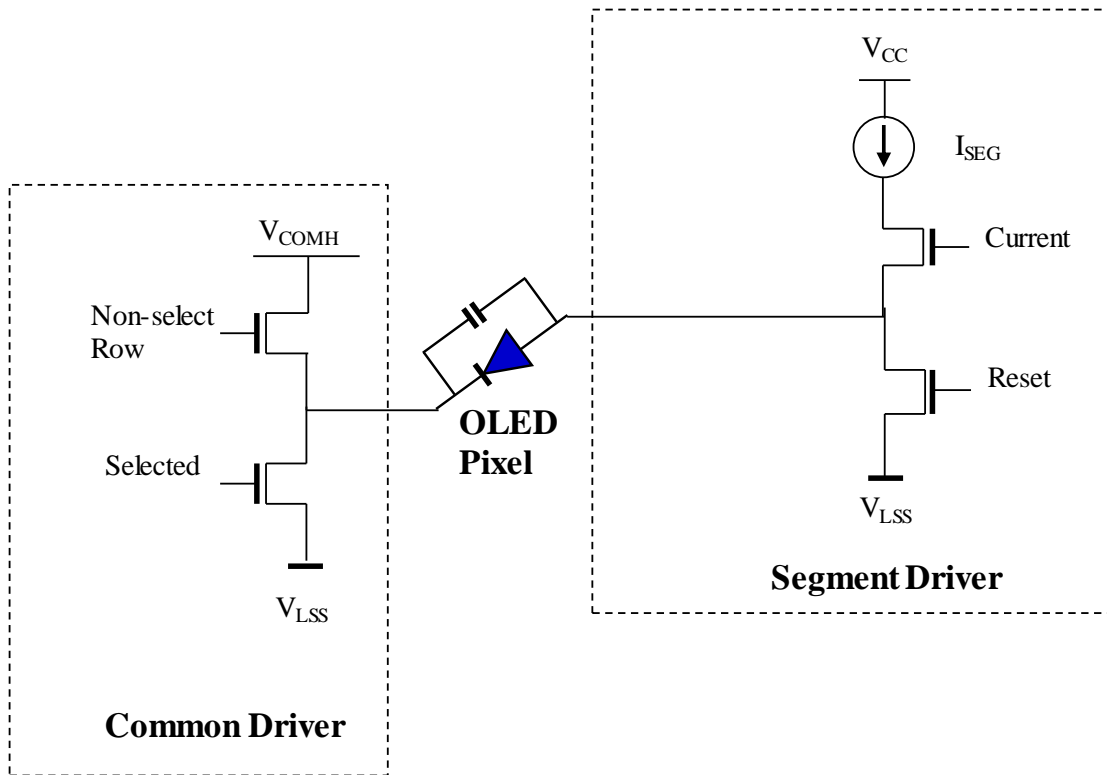 V_CC
I_SEG
Current
Reset
V_LSS
Segment Driver
V_COMH
Non-select
Row
Selected
V_LSS
Common Driver
OLED
Pixel